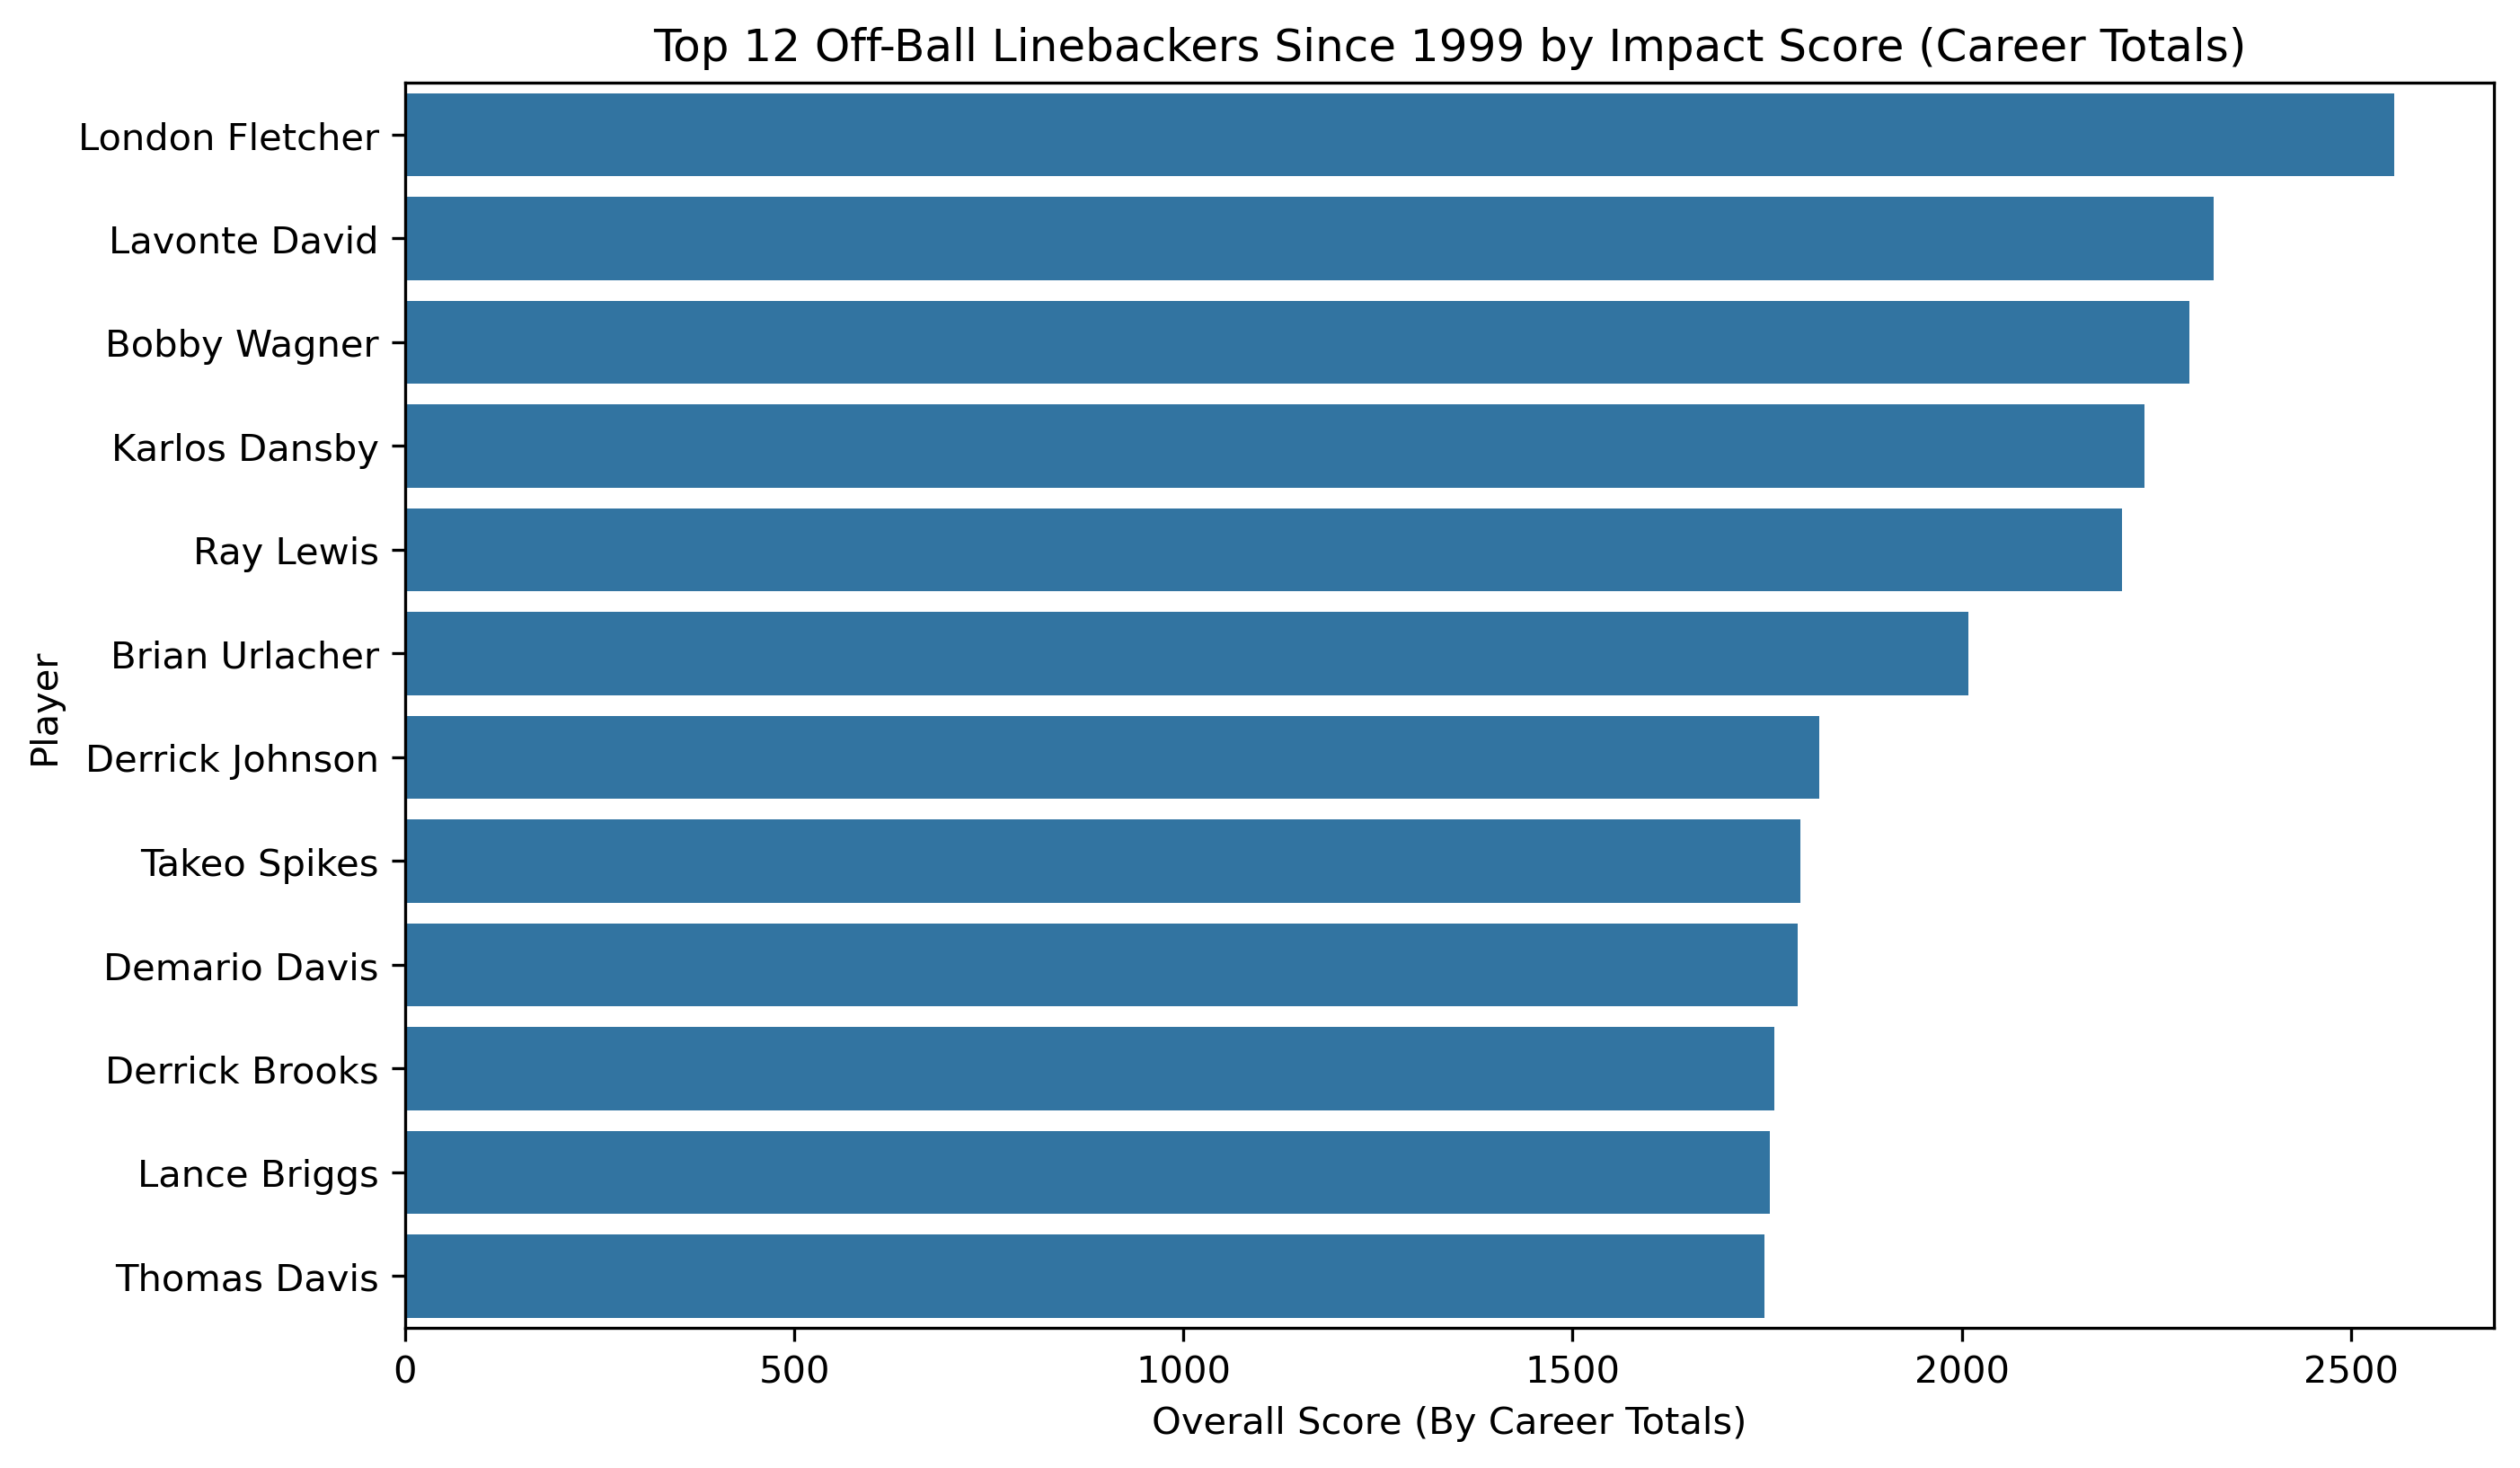 Top 12 Off-Ball Linebackers Since 1999 by Impact Score (Career Totals)
London Fletcher
Lavonte David
Bobby Wagner
Karlos Dansby
Ray Lewis
Brian Urlacher
Derrick Johnson
Takeo Spikes
Demario Davis
Derrick Brooks
Lance Briggs
Thomas Davis
Player
0 500 1000 1500 2000 2500
Overall Score (By Career Totals)